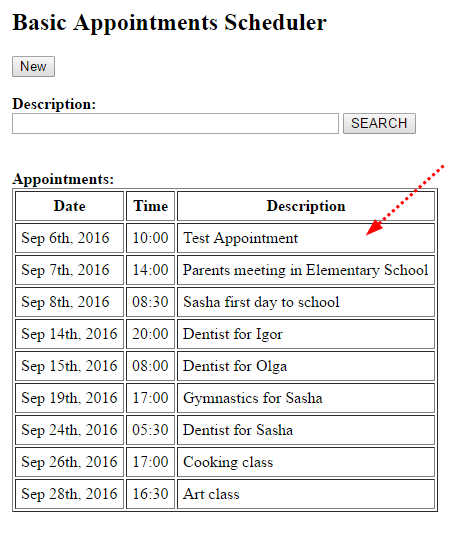 Basic Appointments Scheduler
New
Description:
SEARCH
Appointments:
Date Time Description
Sep 6th, 2016 10:00 Test Appointment
Sep 7th, 2016 14:00 Parents meeting in Elementary School
Sep 8th, 2016 08:30 Sasha first day to school
Sep 14th, 2016 20:00 Dentist for Igor
Sep 15th, 2016 08:00 Dentist for Olga
Sep 19th, 2016 17:00 Gymnastics for Sasha
Sep 24th, 2016 05:30 Dentist for Sasha
Sep 26th, 2016 17:00 Cooking class
Sep 28th, 2016 16:30 Art class